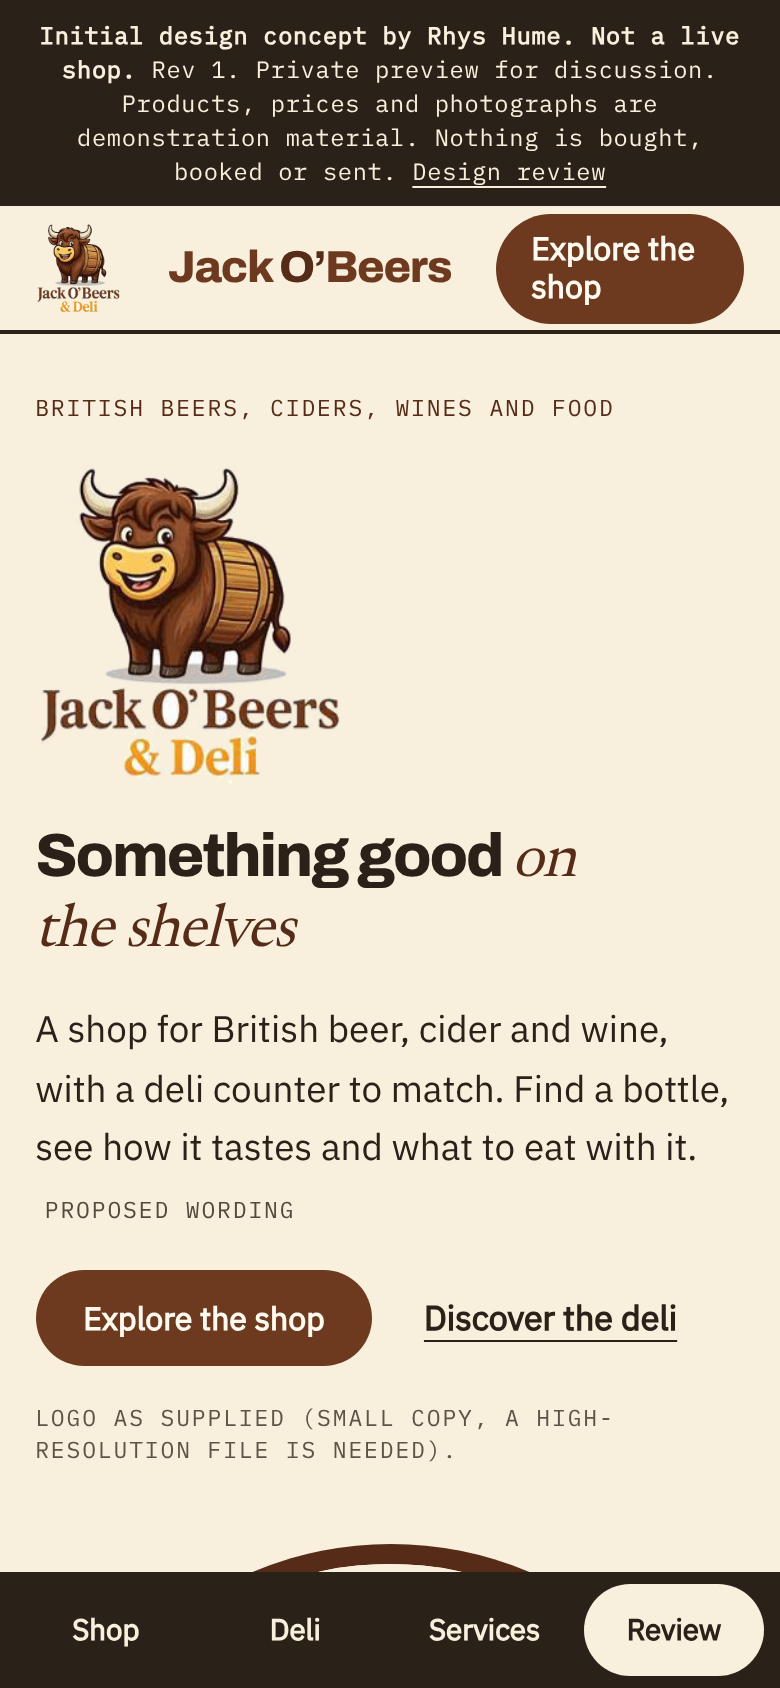 Initial design concept by Rhys Hume. Not a live
shop. Rev 1. Private preview for discussion.
Products, prices and photographs are
demonstration material. Nothing is bought,
booked or sent. Design review
Jack O’Beers
& Deli
Jack O’Beers
Explore the
shop
BRITISH BEERS, CIDERS, WINES AND FOOD
Jack O’Beers
& Deli
Something good on
the shelves
A shop for British beer, cider and wine,
with a deli counter to match. Find a bottle,
see how it tastes and what to eat with it.
PROPOSED WORDING
Explore the shop
Discover the deli
LOGO AS SUPPLIED (SMALL COPY, A HIGH-
RESOLUTION FILE IS NEEDED).
Shop
Deli
Services
Review